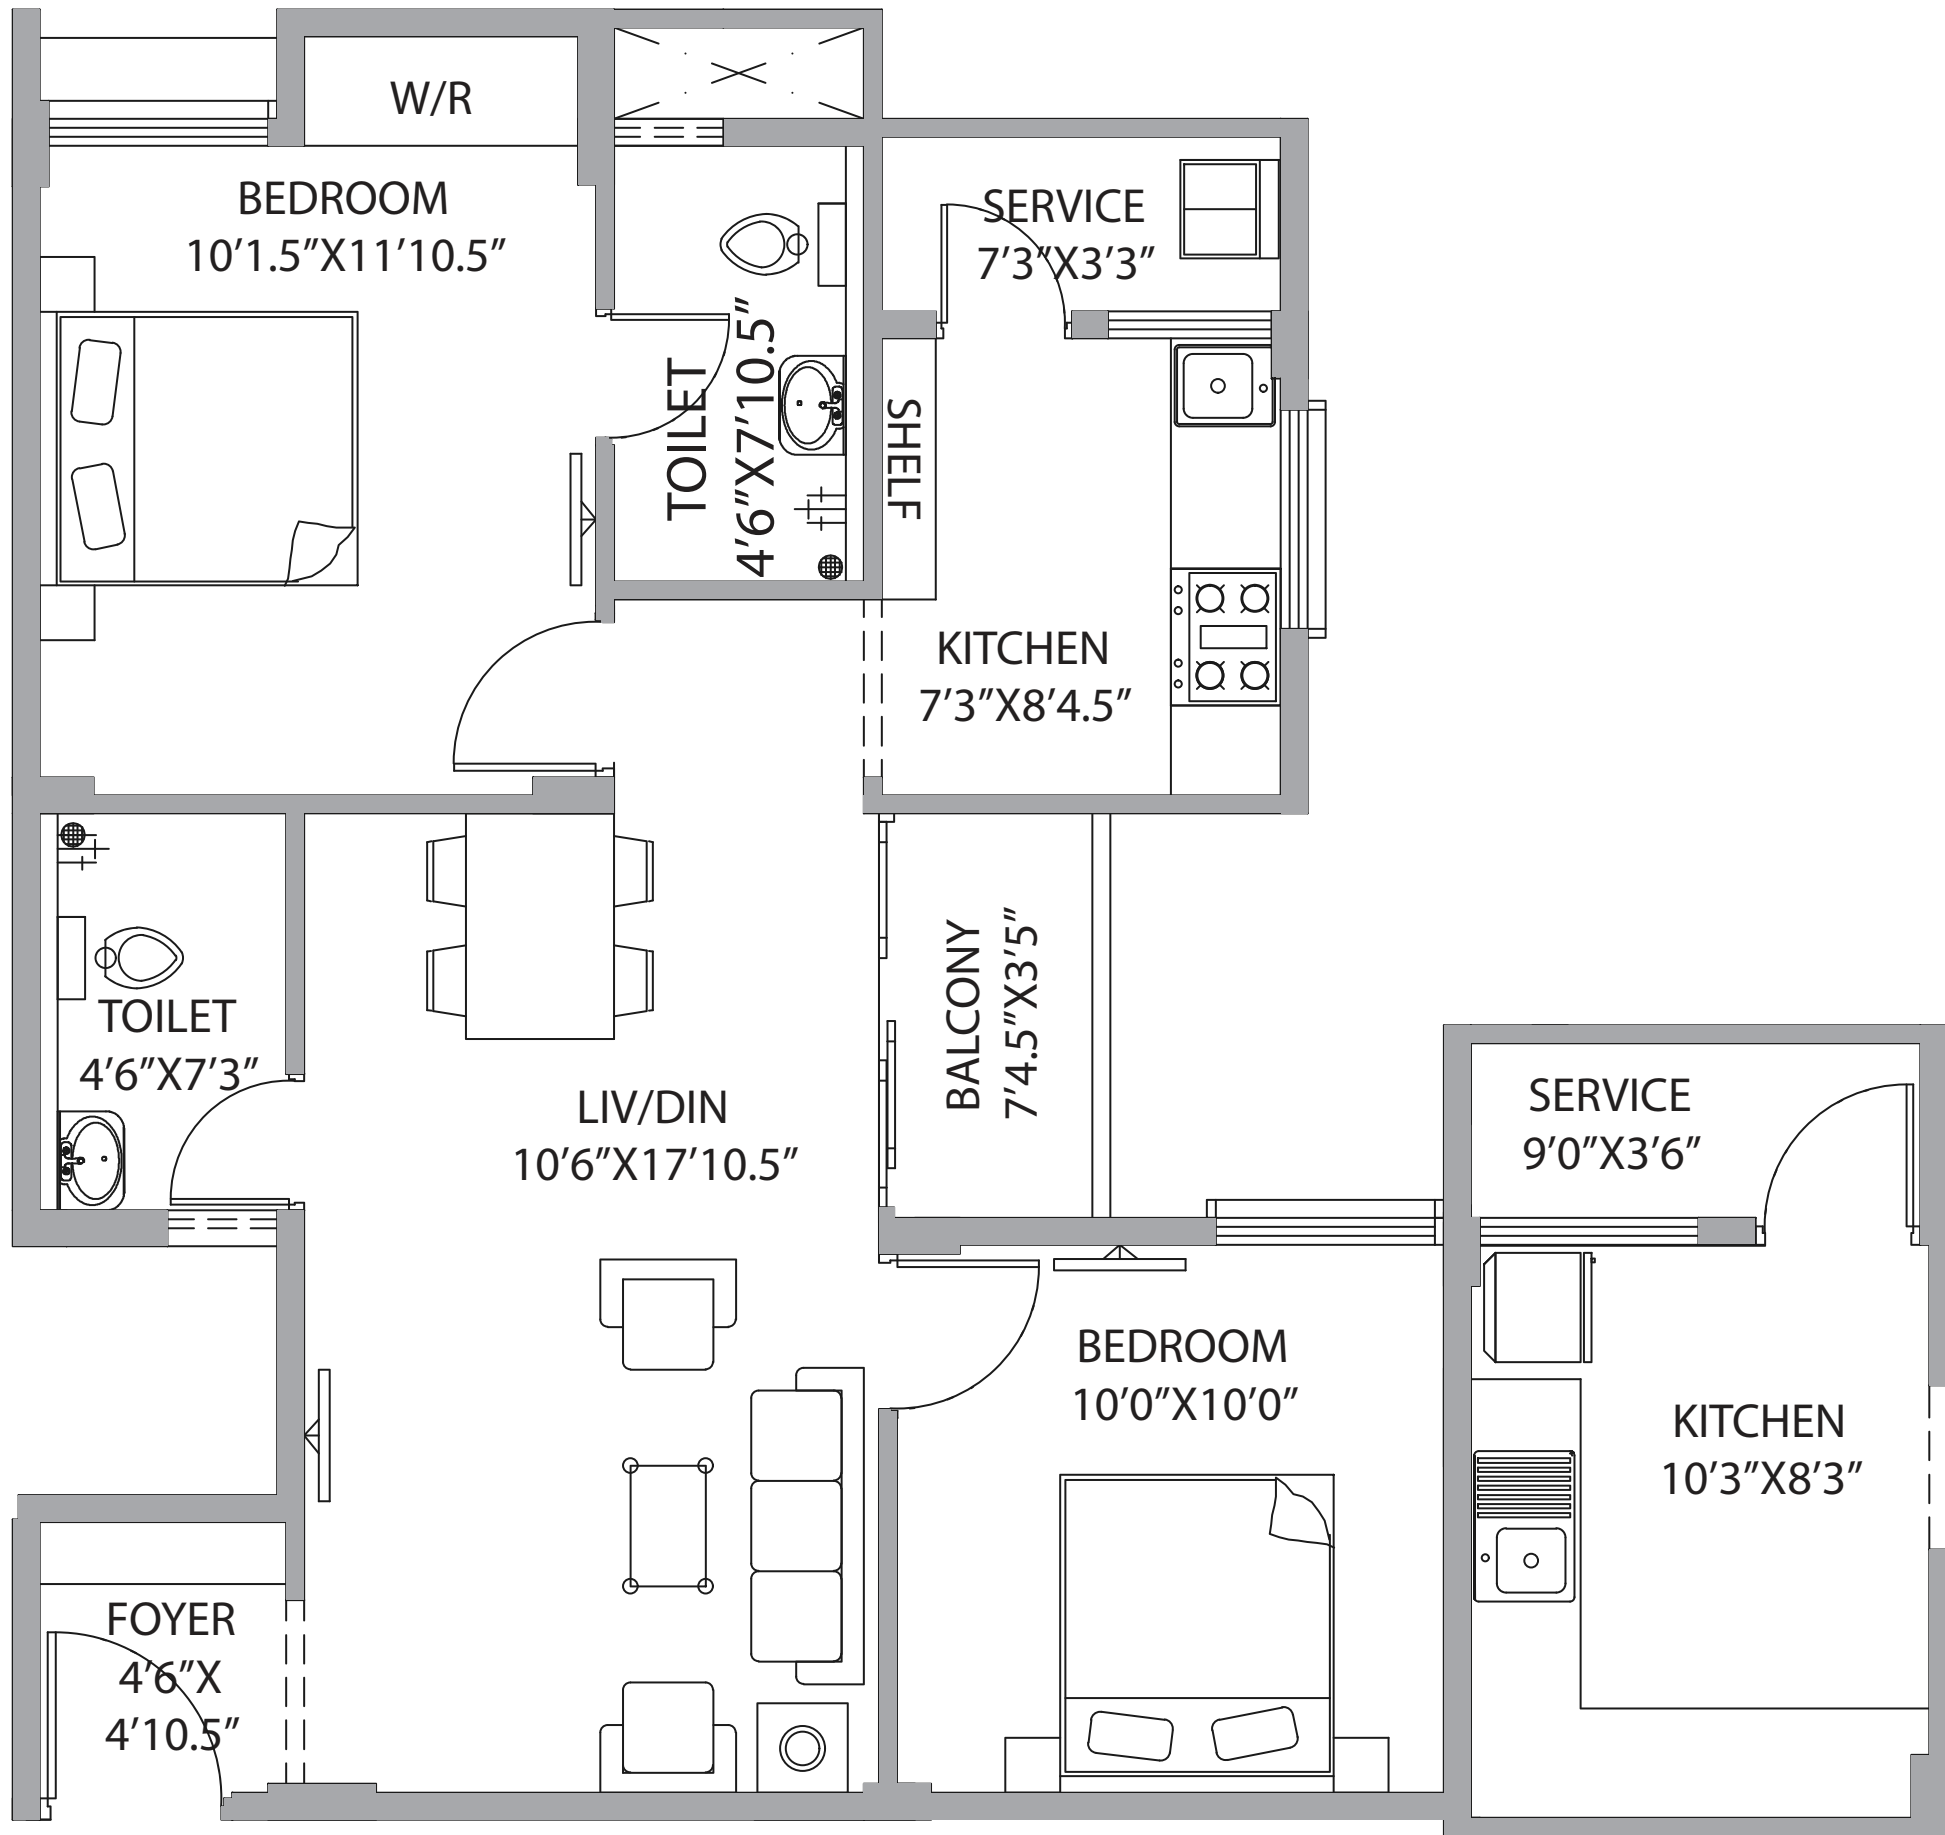 W/R
BEDROOM
10'1.5"X11'10.5"
SERVICE
7'3"X3'3"
TOILET
4'6"X7'10.5"
SHELF
KITCHEN
7'3"X8'4.5"
TOILET
4'6"X7'3"
LIV/DIN
10'6"X17'10.5"
BALCONY
7'4.5"X3'5"
SERVICE
9'0"X3'6"
BEDROOM
10'0"X10'0"
KITCHEN
10'3"X8'3"
FOYER
4'6"X
4'10.5"